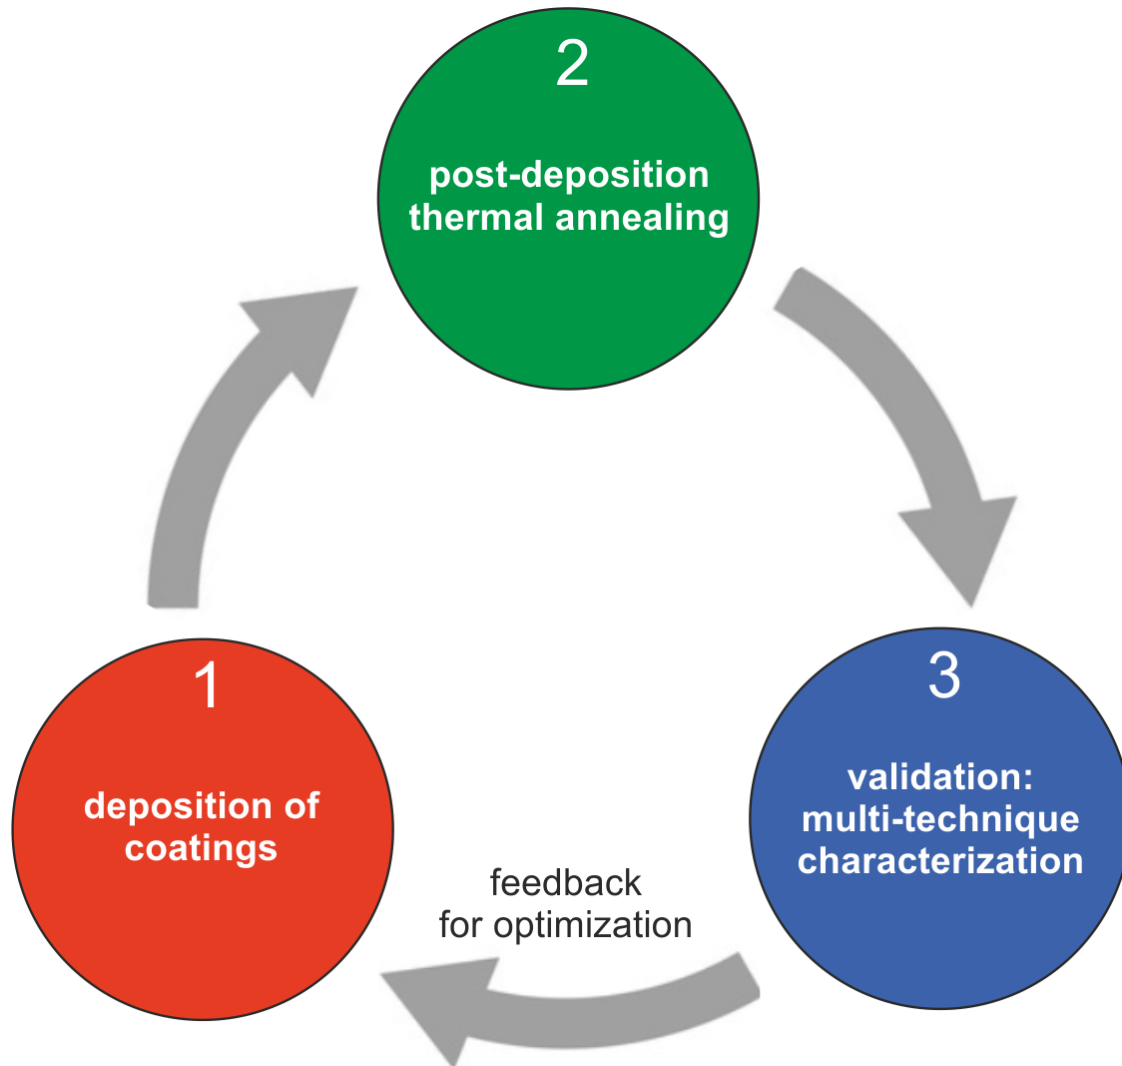 2
post-deposition
thermal annealing
1
deposition of
coatings
3
validation:
multi-technique
characterization
feedback
for optimization